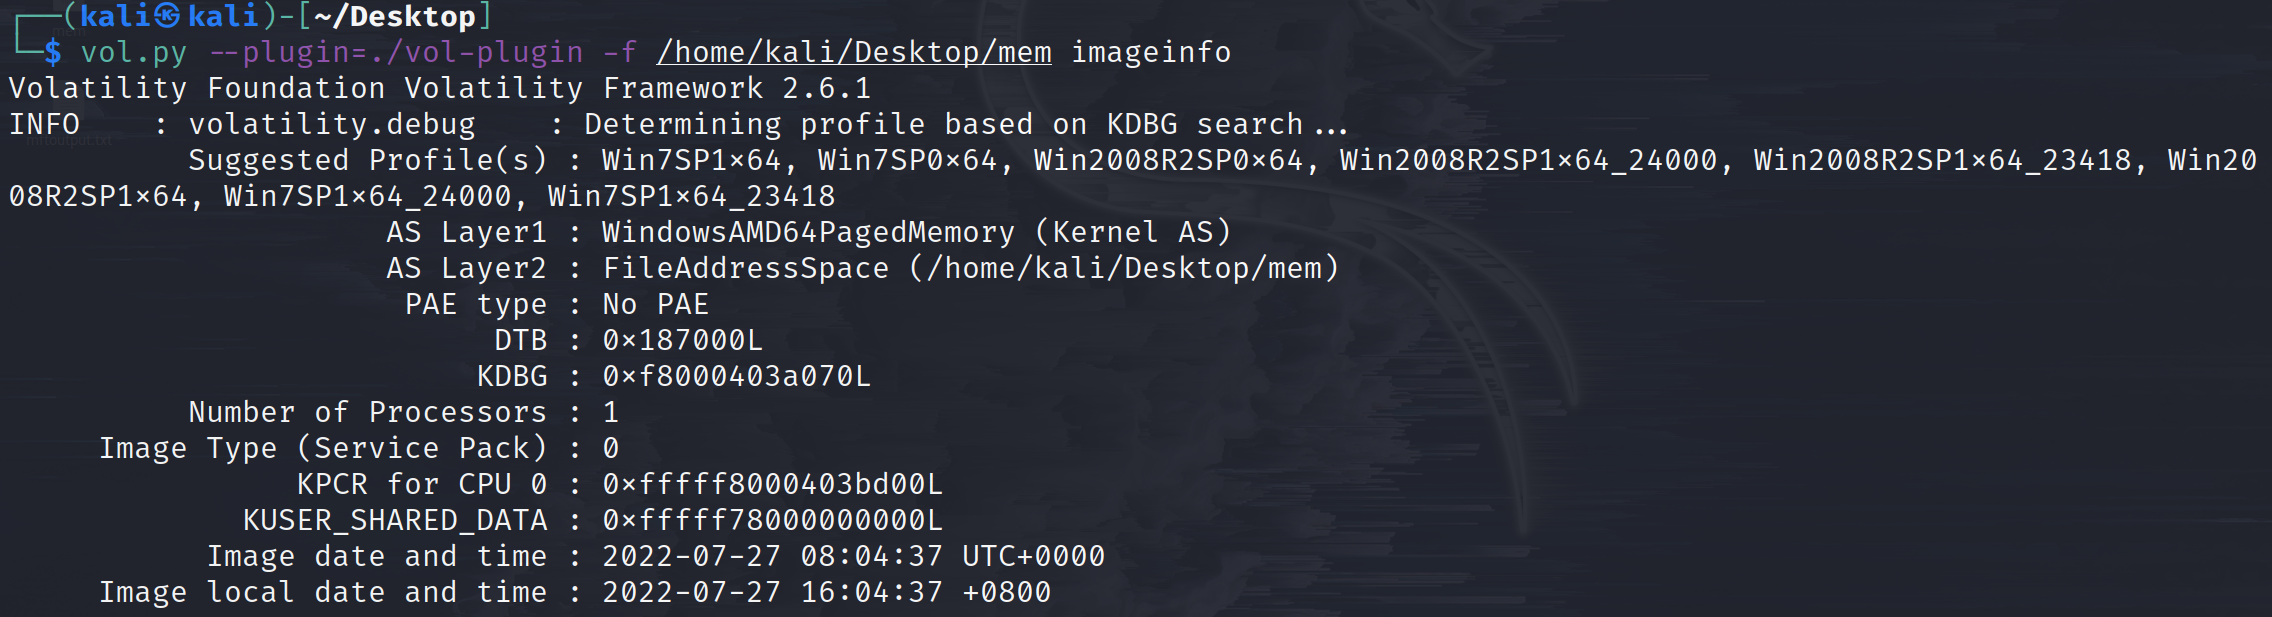 ┌──(kali㉿kali)-[~/Desktop]
└─$ vol.py --plugin=./vol-plugin -f /home/kali/Desktop/mem imageinfo
Volatility Foundation Volatility Framework 2.6.1
INFO    : volatility.debug    : Determining profile based on KDBG search...
Suggested Profile(s) : Win7SP1x64, Win7SP0x64, Win2008R2SP0x64, Win2008R2SP1x64_24000, Win2008R2SP1x64_23418, Win20
08R2SP1x64, Win7SP1x64_24000, Win7SP1x64_23418
AS Layer1 : WindowsAMD64PagedMemory (Kernel AS)
AS Layer2 : FileAddressSpace (/home/kali/Desktop/mem)
PAE type : No PAE
DTB : 0x187000L
KDBG : 0xf8000403a070L
Number of Processors : 1
Image Type (Service Pack) : 0
KPCR for CPU 0 : 0xfffff8000403bd00L
KUSER_SHARED_DATA : 0xfffff78000000000L
Image date and time : 2022-07-27 08:04:37 UTC+0000
Image local date and time : 2022-07-27 16:04:37 +0800